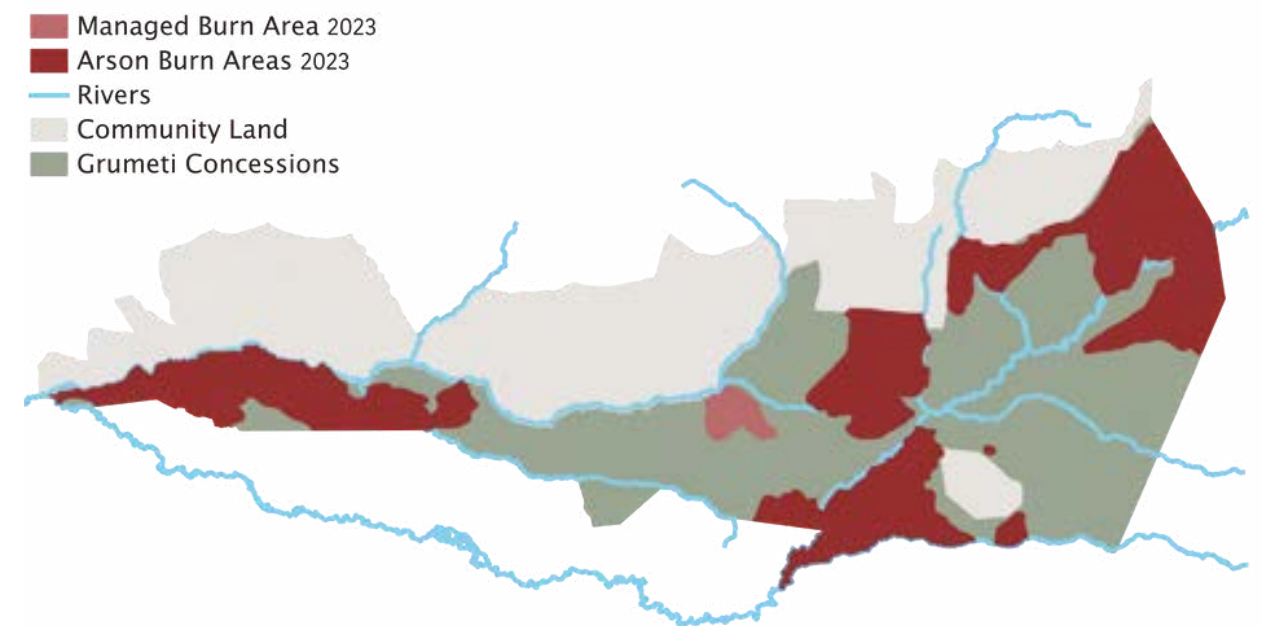 Managed Burn Area 2023
Arson Burn Areas 2023
Rivers
Community Land
Grumeti Concessions